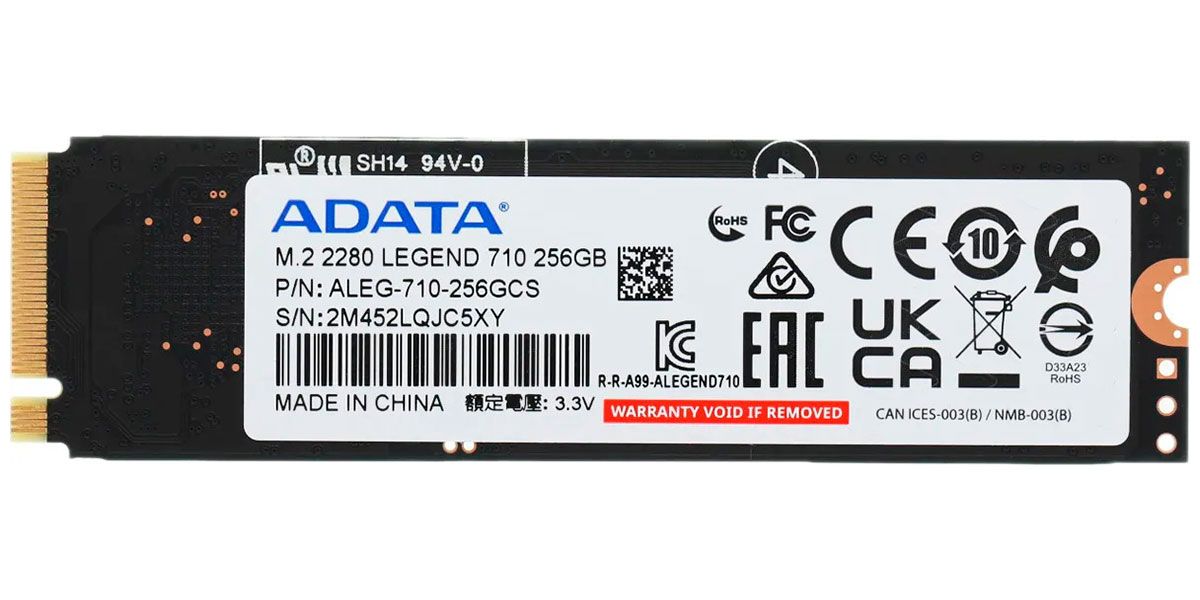 SH14 94V-0
4
ADATA®
M.2 2280 LEGEND 710 256GB
P/N: ALEG-710-256GCS
S/N:2M452LQJC5XY
MADE IN CHINA 額定電壓: 3.3V
R-R-A99-ALEGEND710
WARRANTY VOID IF REMOVED
RoHS
FC
CE
10
EAC
UK
CA
D33A23
RoHS
CAN ICES-003(B) / NMB-003(B)